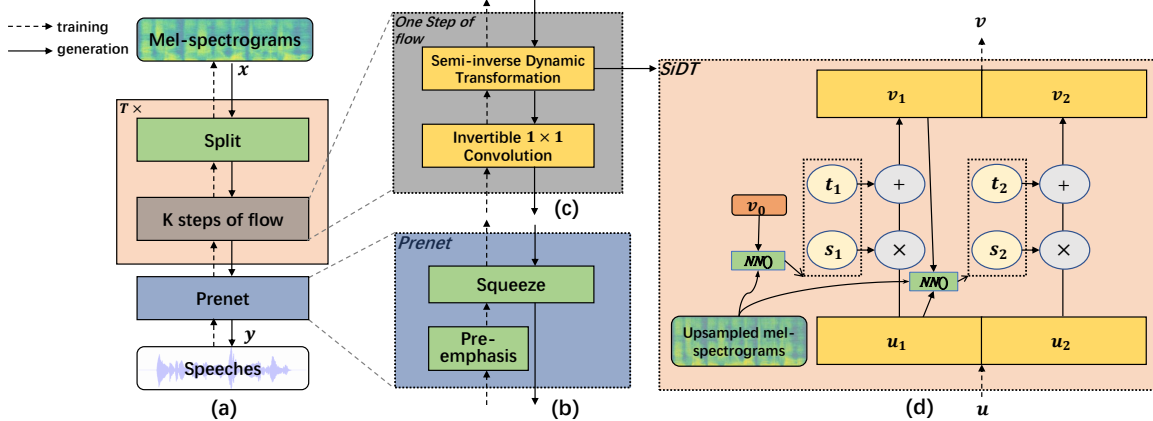 training
generation
Mel-spectrograms
x
T ×
Split
K steps of flow
Prenet
y
Speeches
(a)
One Step of
flow
Semi-inverse Dynamic
Transformation
Invertible 1 × 1
Convolution
(c)
Prenet
Squeeze
Pre-
emphasis
(b)
SiDT
v
v₁
v₂
t₁
+
t₂
+
v₀
s₁
×
s₂
×
NN()
NN()
Upsampled mel-
spectrograms
u₁
u₂
u
(d)